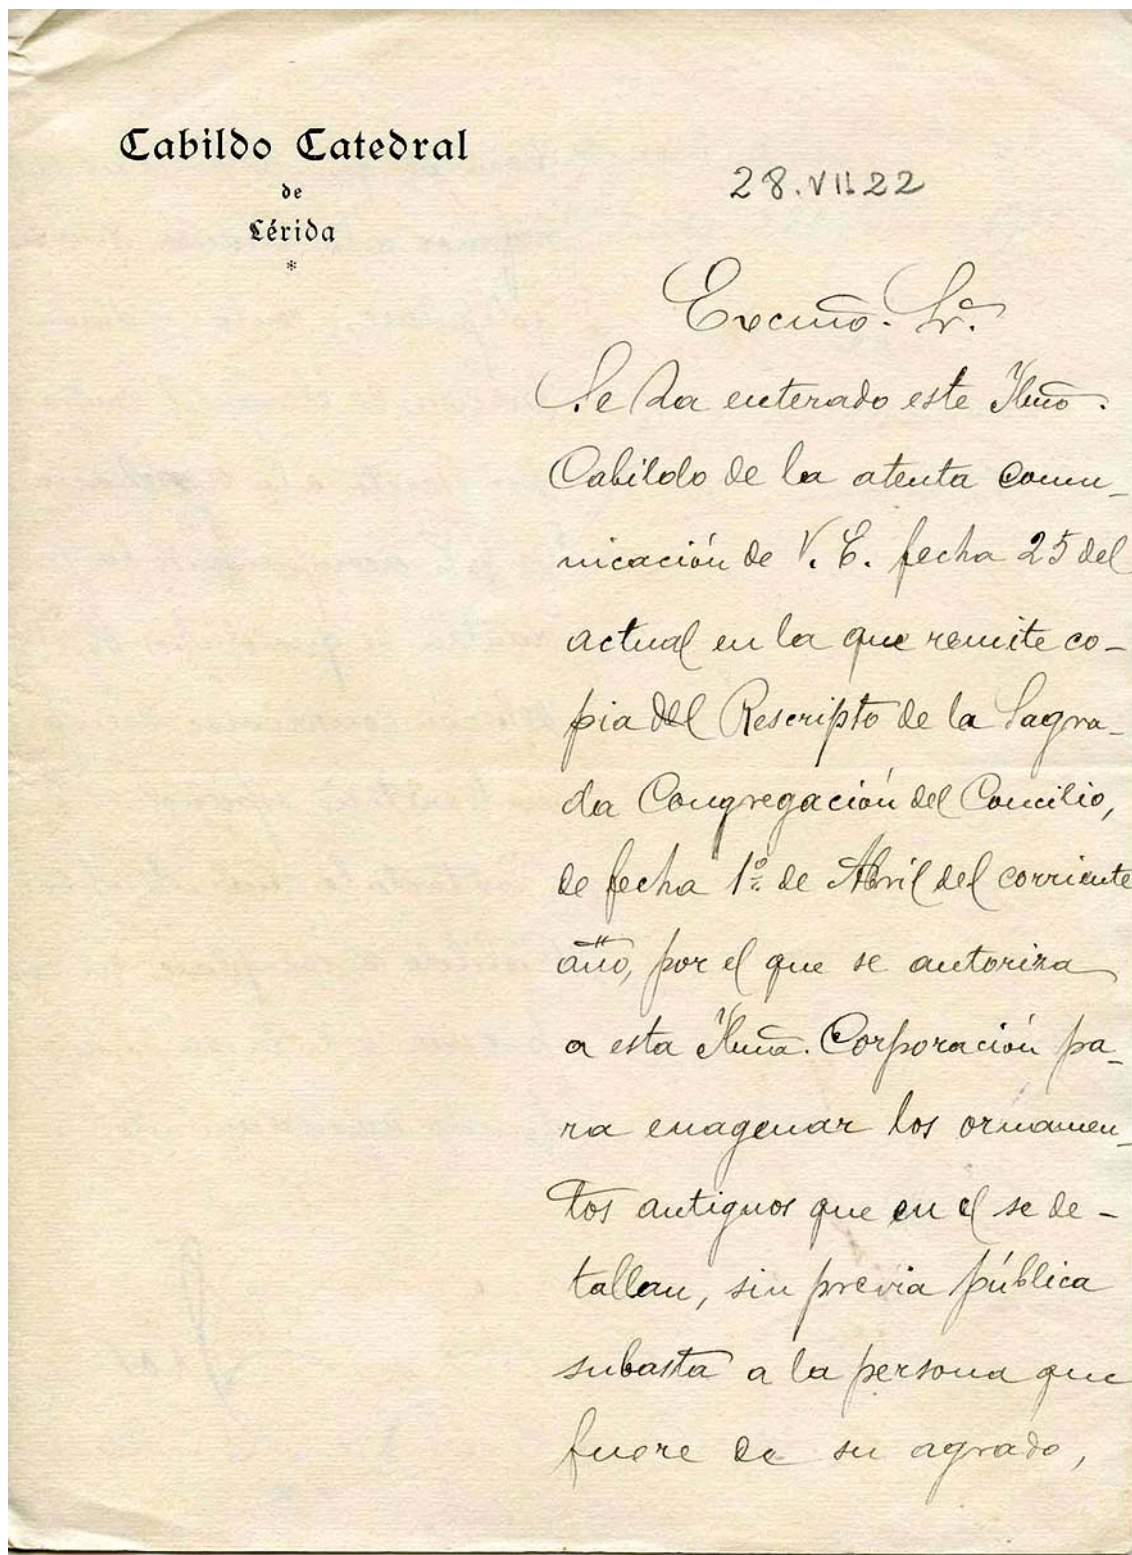 Cabildo Catedral
de
Lérida
*
28.VII.22
Excmo. Sr.
Se ha enterado este Iltmo.
Cabildo de la atenta comu-
nicación de V. E. fecha 25 del
actual en la que remite co-
pia del Rescripto de la Sagra-
da Congregación del Concilio,
de fecha 1º de Abril del corriente
año, por el que se autoriza
a esta Iltma. Corporación pa-
ra enagenar los ornamen-
tos antiguos que en el se de-
tallan, sin previa pública
subasta a la persona que
fuere de su agrado,